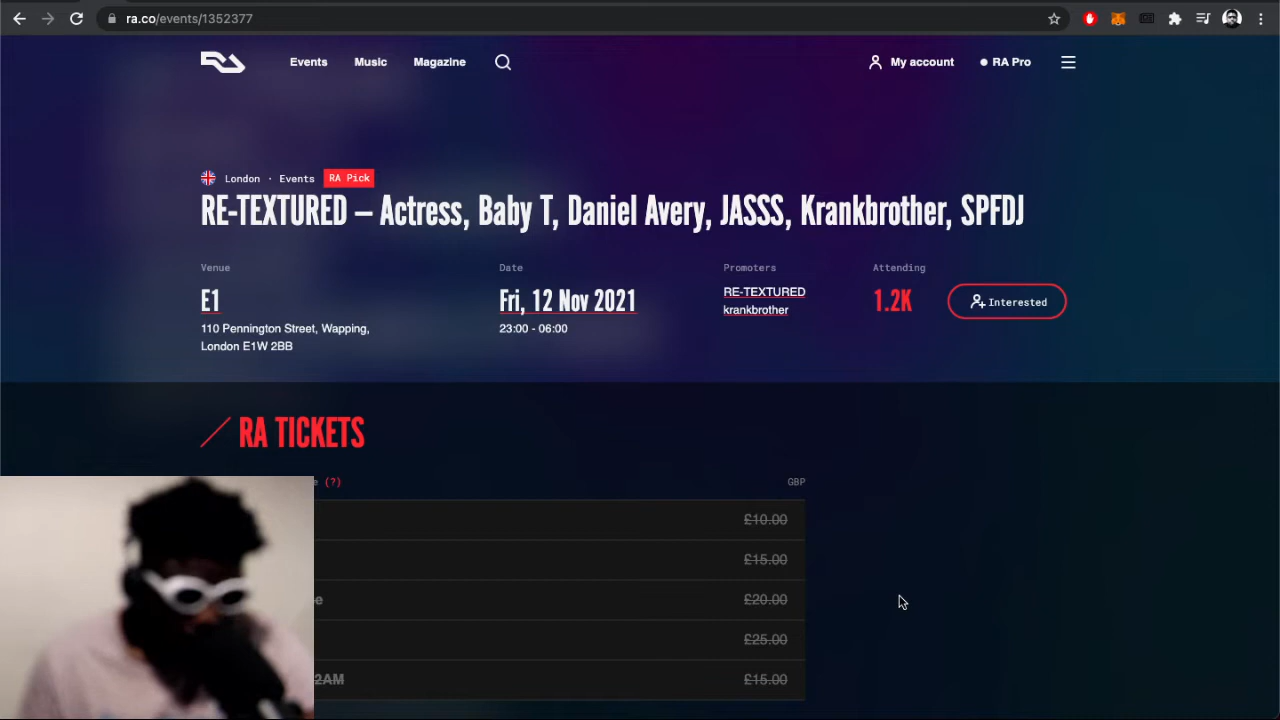 ra.co/events/1352377
Events Music Magazine My account RA Pro
London · Events RA Pick
RE-TEXTURED – Actress, Baby T, Daniel Avery, JASSS, Krankbrother, SPFDJ
Venue Date Promoters Attending
E1 Fri, 12 Nov 2021 RE-TEXTURED 1.2K Interested
krankbrother
110 Pennington Street, Wapping, 23:00 - 06:00
London E1W 2BB
RA TICKETS
e (?) GBP
£10.00
£15.00
e £20.00
£25.00
2AM £15.00